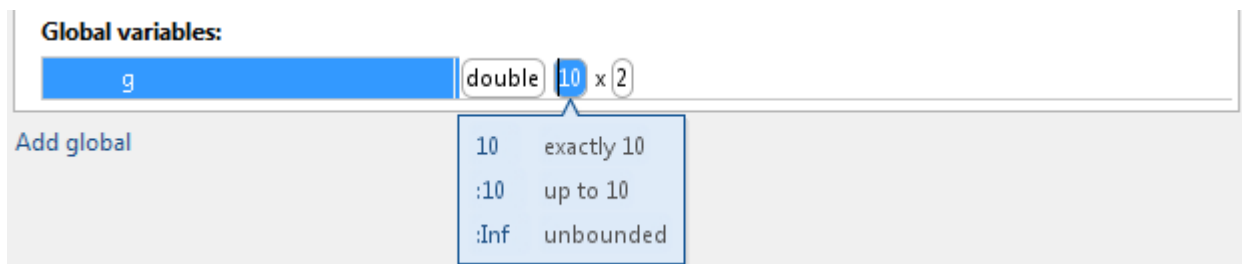 Global variables:
g double 10 x 2
Add global
10 exactly 10
:10 up to 10
:Inf unbounded